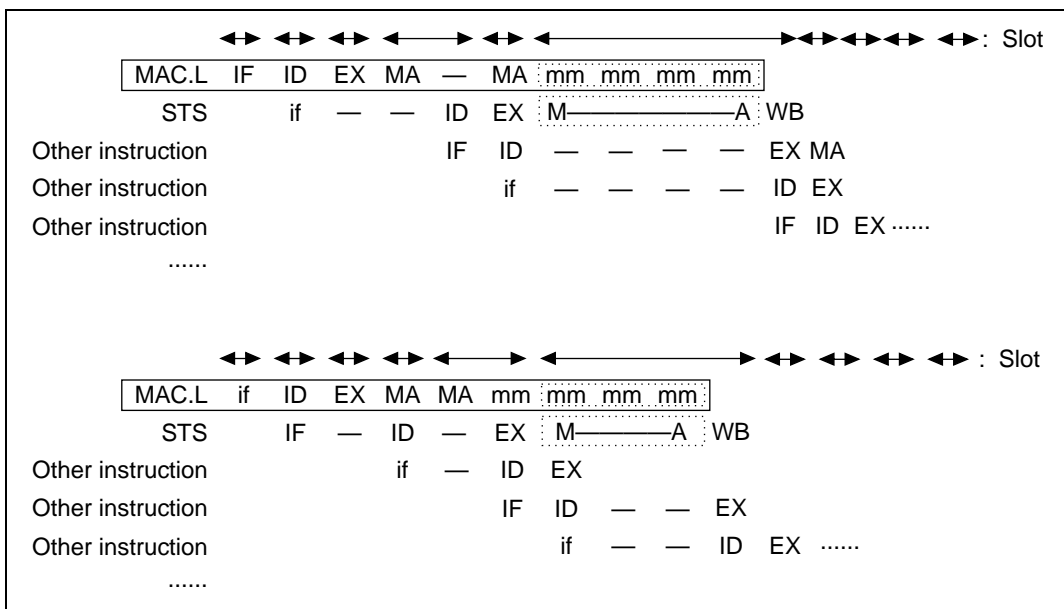 : Slot
MAC.L IF ID EX MA — MA mm mm mm mm
STS if — — ID EX M—————A WB
Other instruction IF ID — — — — EX MA
Other instruction if — — — — ID EX
Other instruction IF ID EX ······
······
: Slot
MAC.L if ID EX MA MA mm mm mm mm
STS IF — ID — EX M————A WB
Other instruction if — ID EX
Other instruction IF ID — — EX
Other instruction if — — ID EX ······
······